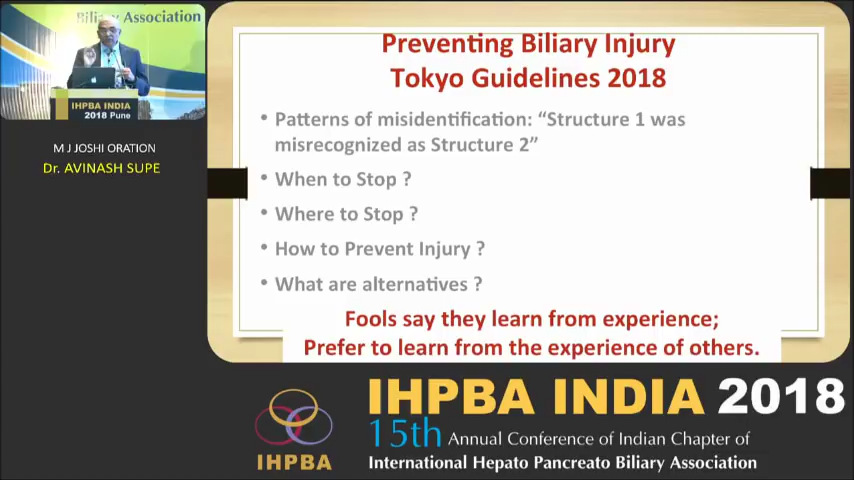 Biliary Association
IHPBA INDIA
2018 Pune
M J JOSHI ORATION
Dr. AVINASH SUPE
Preventing Biliary Injury
Tokyo Guidelines 2018
• Patterns of misidentification: “Structure 1 was
misrecognized as Structure 2”
• When to Stop ?
• Where to Stop ?
• How to Prevent Injury ?
• What are alternatives ?
Fools say they learn from experience;
Prefer to learn from the experience of others.
IHPBA
IHPBA INDIA 2018
15th Annual Conference of Indian Chapter of
International Hepato Pancreato Biliary Association